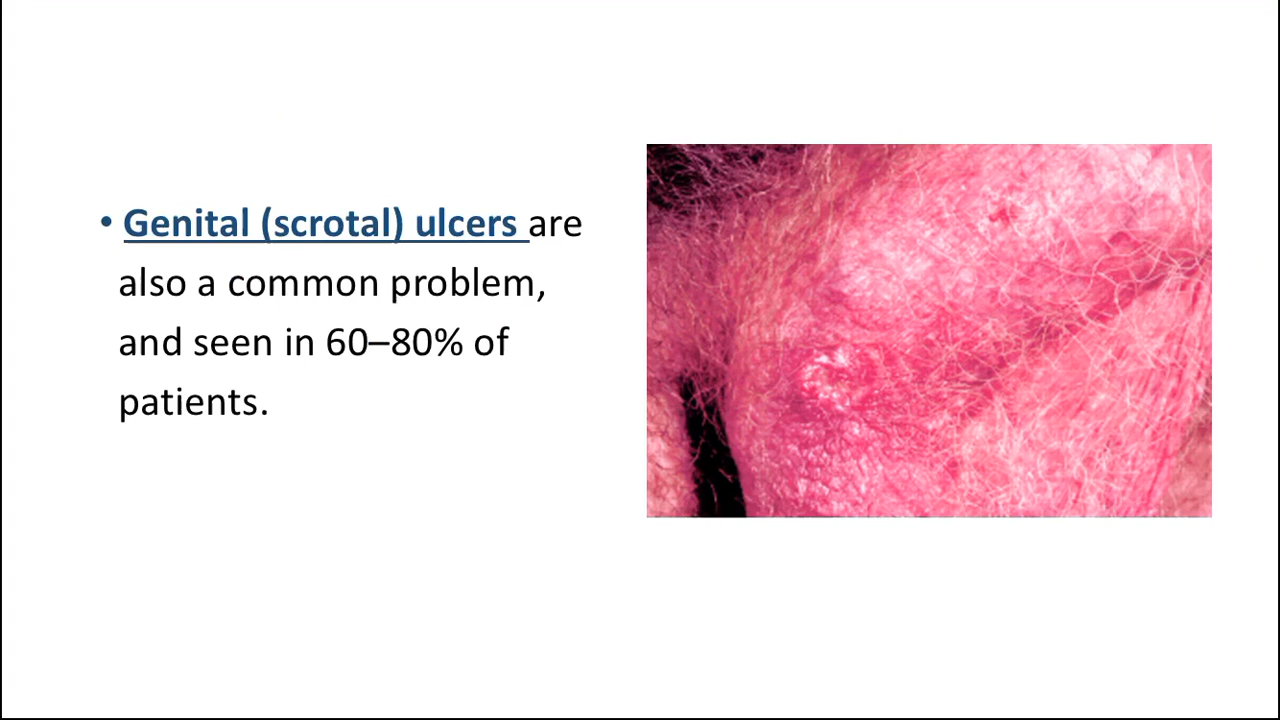 • Genital (scrotal) ulcers are
also a common problem,
and seen in 60–80% of
patients.